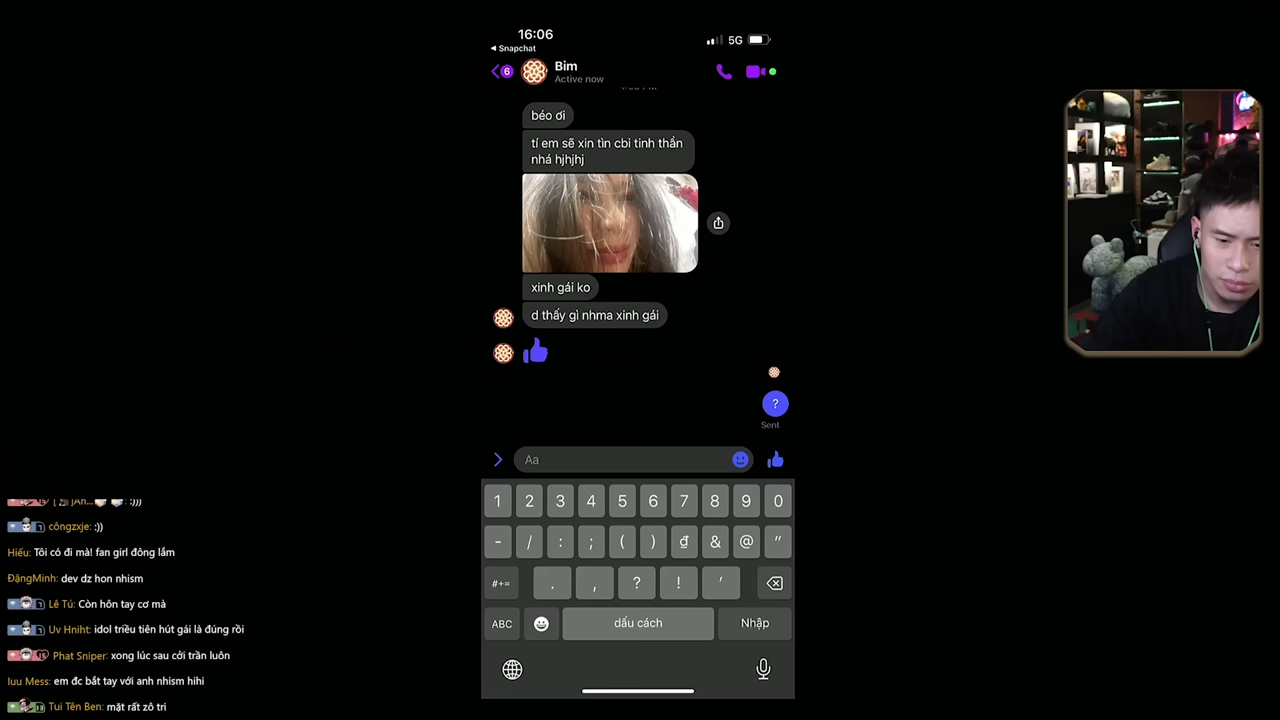 16:06
◀ Snapchat
5G
6
Bim
Active now
béo ơi
tí em sẽ xin tìn cbi tinh thần
nhá hjhjhj
xinh gái ko
d thấy gì nhma xinh gái
?
Sent
Aa
1 2 3 4 5 6 7 8 9 0
- / : ; ( ) ₫ & @ "
#+= . , ? ! '
ABC dấu cách Nhập
côngzxje: :))
Hiếu: Tôi có đi mà! fan girl đông lắm
ĐặngMinh: dev dz hon nhism
Lê Tú: Còn hôn tay cơ mà
Uv Hniht: idol triều tiên hút gái là đúng rồi
Phat Sniper: xong lúc sau cởi trần luôn
luu Mess: em đc bắt tay với anh nhism hihi
Tui Tên Ben: mặt rất zô tri